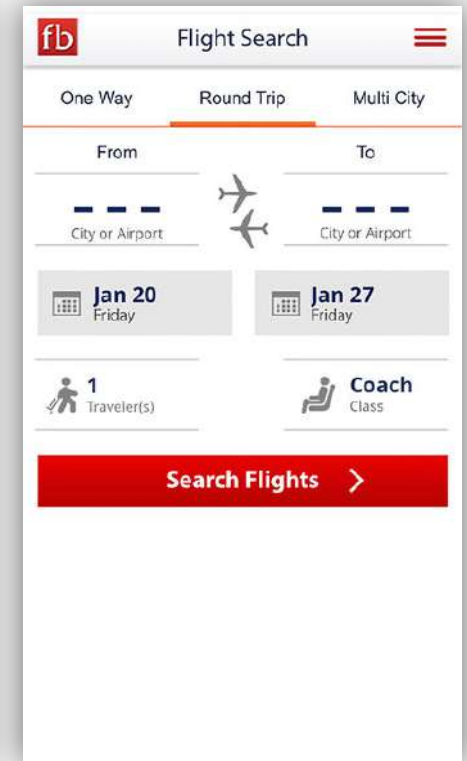 fb Flight Search
One Way Round Trip Multi City
From To
City or Airport City or Airport
Jan 20 Jan 27
Friday Friday
1 Coach
Traveler(s) Class
Search Flights